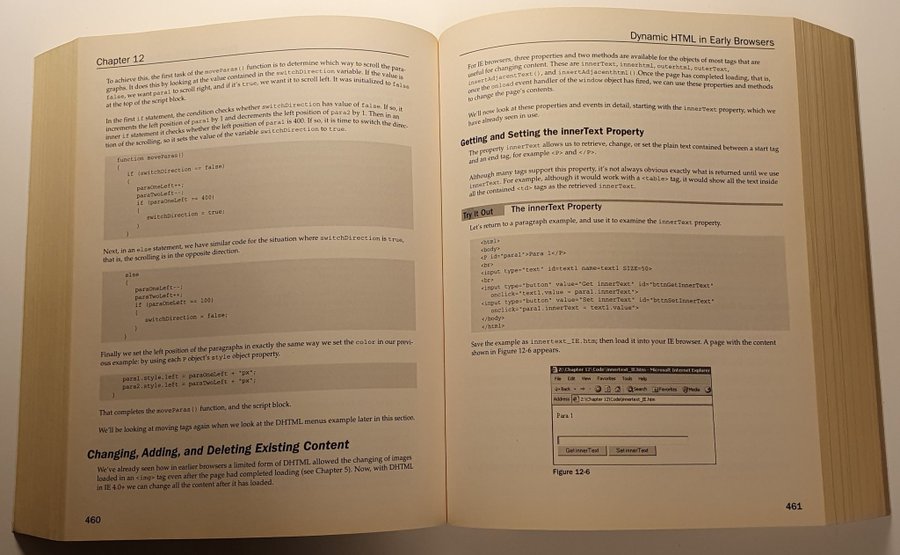 Chapter 12
To achieve this, the first task of the moveParas() function is to determine which way to scroll the para-
graphs. It does this by looking at the value contained in the switchDirection variable. If the value is
false, we want para1 to scroll right, and if it's true, we want it to scroll left. It was initialized to false
at the top of the script block.
In the first if statement, the condition checks whether switchDirection has value of false. If so, it
increments the left position of para1 by 1 and decrements the left position of para2 by 1. Then in an
inner if statement it checks whether the left position of para1 is 400. If so, it is time to switch the direc-
tion of the scrolling, so it sets the value of the variable switchDirection to true.
function moveParas()
{
if (switchDirection == false)
{
paraOneLeft++;
paraTwoLeft--;
if (paraOneLeft >= 400)
{
switchDirection = true;
}
}
Next, in an else statement, we have similar code for the situation where switchDirection is true,
that is, the scrolling is in the opposite direction.
else
{
paraOneLeft--;
paraTwoLeft++;
if (paraOneLeft == 100)
{
switchDirection = false;
}
}
Finally we set the left position of the paragraphs in exactly the same way we set the color in our previ-
ous example: by using each P object's style object property.
para1.style.left = paraOneLeft + "px";
para2.style.left = paraTwoLeft + "px";
}
That completes the moveParas() function, and the script block.
We'll be looking at moving tags again when we look at the DHTML menus example later in this section.
Changing, Adding, and Deleting Existing Content
We've already seen how in earlier browsers a limited form of DHTML allowed the changing of images
loaded in an <img> tag even after the page had completed loading (see Chapter 5). Now, with DHTML
in IE 4.0+ we can change all the content after it has loaded.
460
Dynamic HTML in Early Browsers
For IE browsers, three properties and two methods are available for the objects of most tags that are
useful for changing content. These are innerText, innerhtml, outerhtml, outerText,
insertAdjacentText(), and insertAdjacenthtml(). Once the page has completed loading, that is,
once the onload event handler of the window object has fired, we can use these properties and methods
to change the page's contents.
We'll now look at these properties and events in detail, starting with the innerText property, which we
have already seen in use.
Getting and Setting the innerText Property
The property innerText allows us to retrieve, change, or set the plain text contained between a start tag
and an end tag, for example <P> and </P>.
Although many tags support this property, it's not always obvious exactly what is returned until we use
innerText. For example, although it would work with a <table> tag, it would show all the text inside
all the contained <td> tags as the retrieved innerText.
Try It Out The innerText Property
Let's return to a paragraph example, and use it to examine the innerText property.
<html>
<body>
<P id="para1">Para 1</P>
<br>
<input type="text" id=text1 name=text1 SIZE=50>
<br>
<input type="button" value="Get innerText" id="bttnGetInnerText"
onclick="text1.value = para1.innerText">
<input type="button" value="Set innerText" id="bttnSetInnerText"
onclick="para1.innerText = text1.value">
</body>
</html>
Save the example as innertext_IE.htm; then load it into your IE browser. A page with the content
shown in Figure 12-6 appears.
Z:\Chapter 12\Code\innertext_IE.htm - Microsoft Internet Explorer
File Edit View Favorites Tools Help
Back Search Favorites Media
Address Z:\Chapter 12\Code\innertext_IE.htm
Para 1
Get innerText Set innerText
Figure 12-6
461